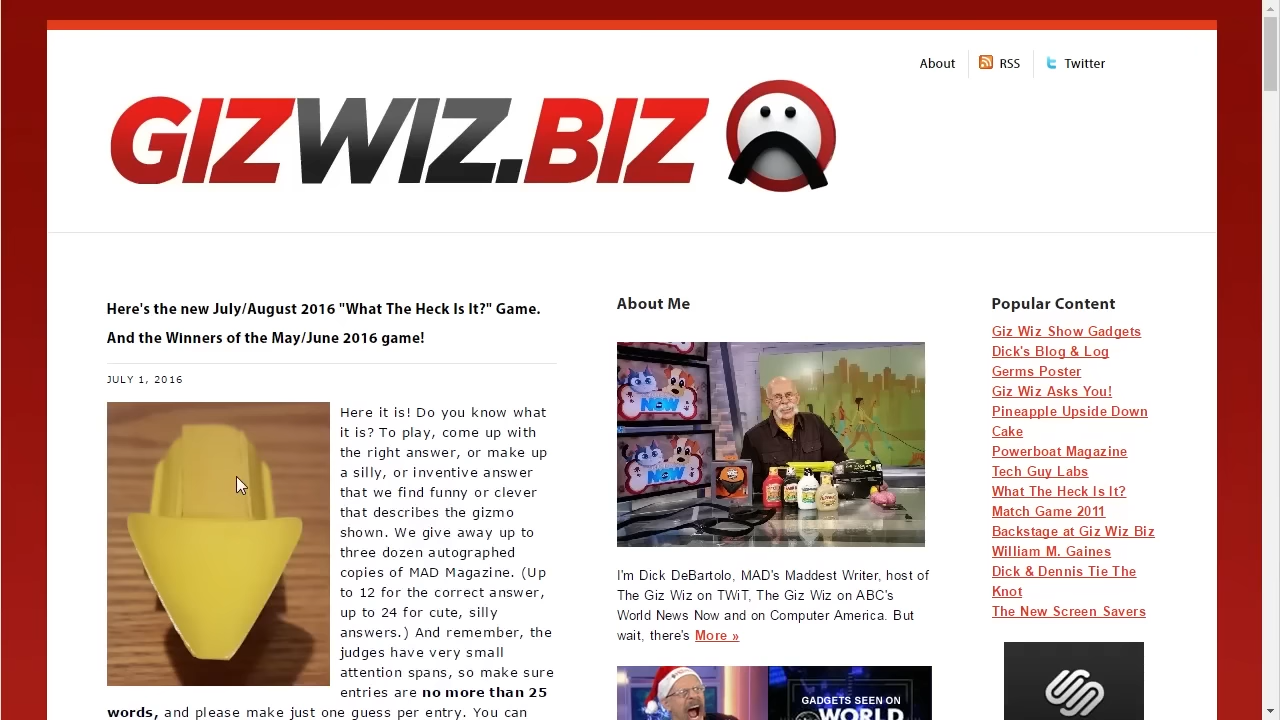 About
RSS
Twitter
GIZWIZ.BIZ
Here's the new July/August 2016 "What The Heck Is It?" Game.
And the Winners of the May/June 2016 game!
JULY 1, 2016
Here it is! Do you know what
it is? To play, come up with
the right answer, or make up
a silly, or inventive answer
that we find funny or clever
that describes the gizmo
shown. We give away up to
three dozen autographed
copies of MAD Magazine. (Up
to 12 for the correct answer,
up to 24 for cute, silly
answers.) And remember, the
judges have very small
attention spans, so make sure
entries are no more than 25
words, and please make just one guess per entry. You can
About Me
NOW
NOW
I'm Dick DeBartolo, MAD's Maddest Writer, host of
The Giz Wiz on TWiT, The Giz Wiz on ABC's
World News Now and on Computer America. But
wait, there's More »
GADGETS SEEN ON
WORLD
Popular Content
Giz Wiz Show Gadgets
Dick's Blog & Log
Germs Poster
Giz Wiz Asks You!
Pineapple Upside Down
Cake
Powerboat Magazine
Tech Guy Labs
What The Heck Is It?
Match Game 2011
Backstage at Giz Wiz Biz
William M. Gaines
Dick & Dennis Tie The
Knot
The New Screen Savers